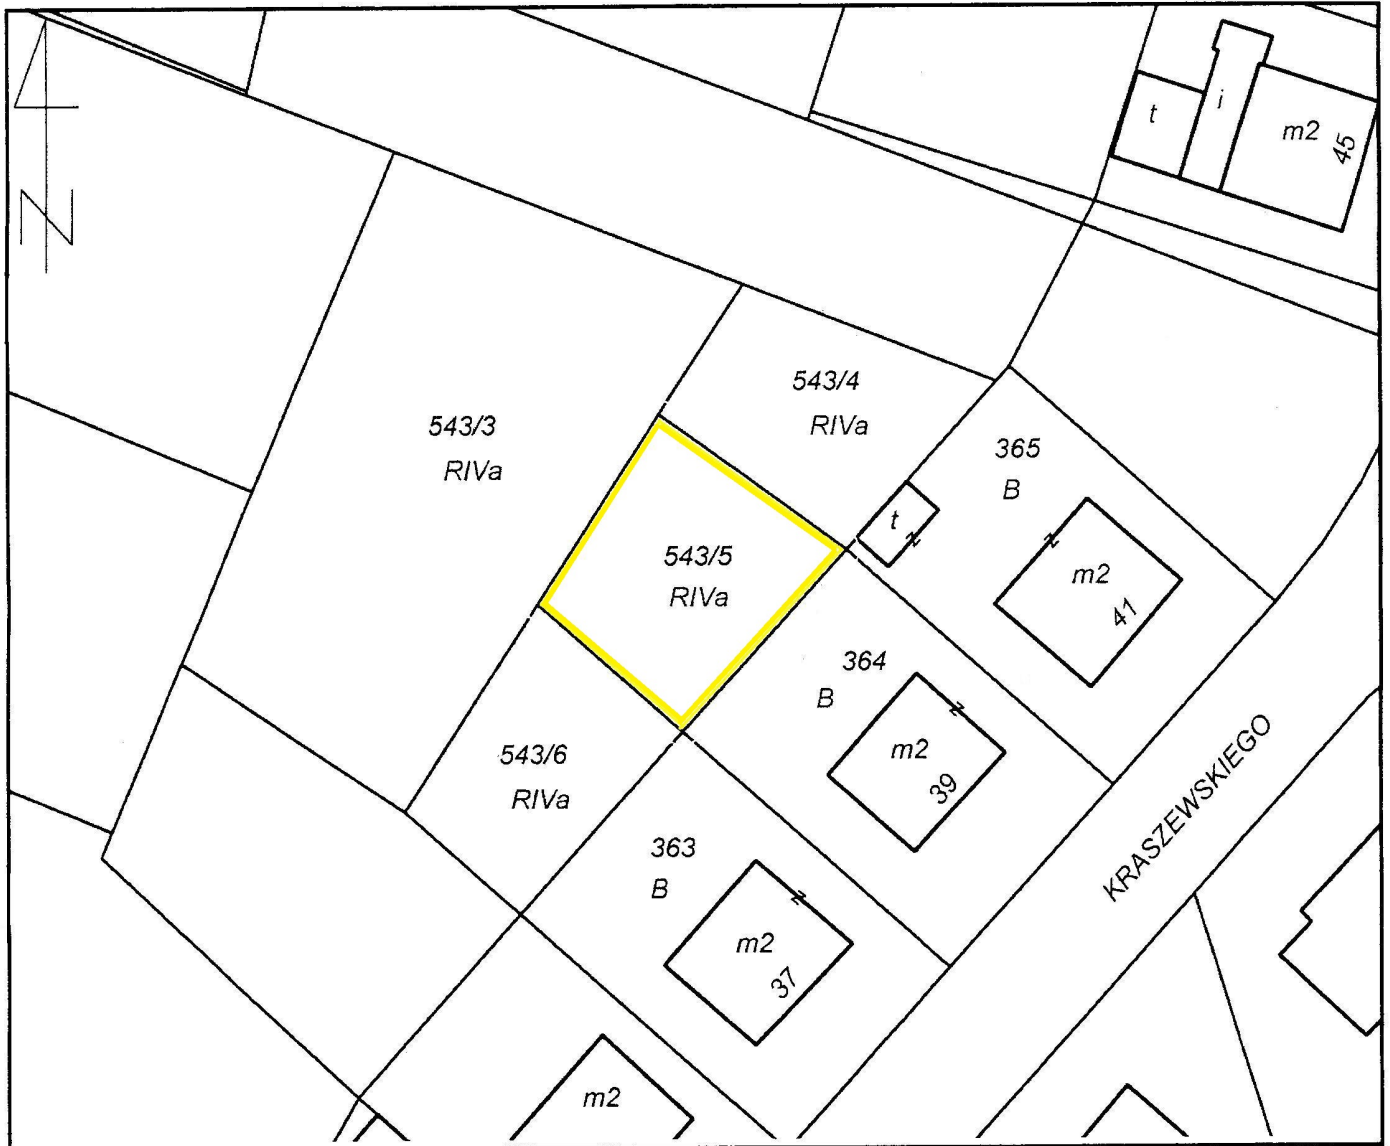 N
t
i
m2
45
543/4
RIVa
543/3
RIVa
365
B
t
543/5
RIVa
m2
41
364
B
m2
39
543/6
RIVa
KRASZEWSKIEGO
363
B
m2
37
m2